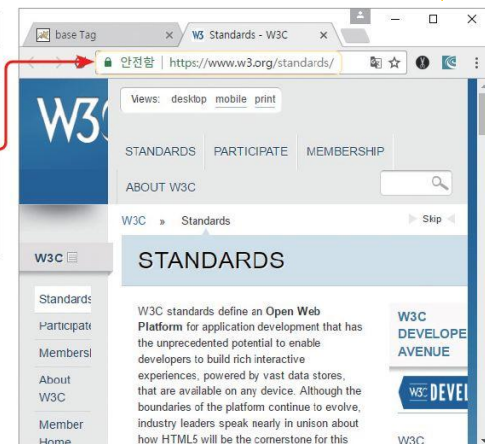 base Tag
W3 Standards - W3C
안전함 | https://www.w3.org/standards/
W3C
Views: desktop mobile print
STANDARDS PARTICIPATE MEMBERSHIP
ABOUT W3C
W3C » Standards
Skip
W3C
STANDARDS
Standards
Participate
Membersl
About
W3C
Member
Home
W3C standards define an Open Web
Platform for application development that has
the unprecedented potential to enable
developers to build rich interactive
experiences, powered by vast data stores,
that are available on any device. Although the
boundaries of the platform continue to evolve,
industry leaders speak nearly in unison about
how HTML5 will be the cornerstone for this
W3C
DEVELOPE
AVENUE
W3C DEVEL
W3C